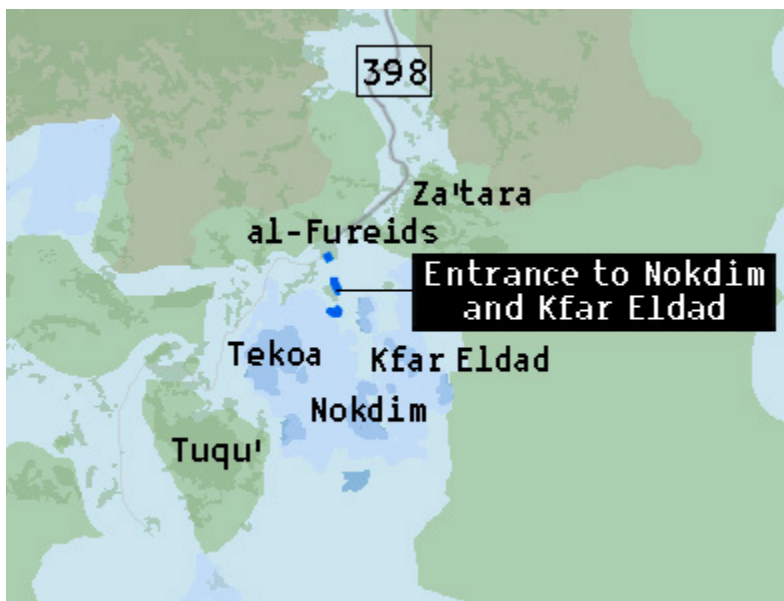 398
Za'tara
al-Fureids
Entrance to Nokdim
and Kfar Eldad
Tekoa
Kfar Eldad
Nokdim
Tuqu'